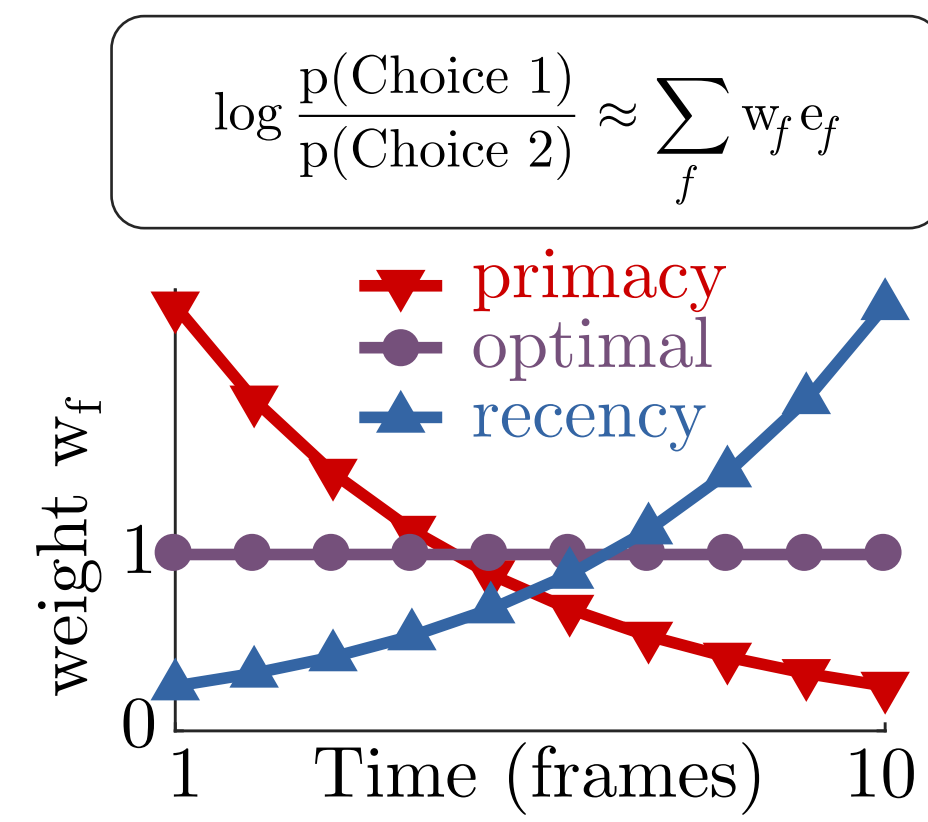 log p(Choice 1) / p(Choice 2) ≈ ∑_f w_f e_f
primacy
optimal
recency
weight w_f
1
0
1
Time (frames)
10